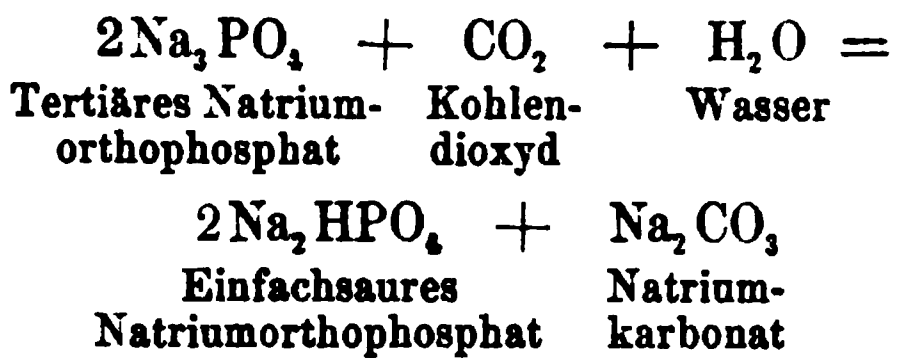 2Na₃PO₄ + CO₂ + H₂O =
Tertiäres Natrium- Kohlen- Wasser
orthophosphat dioxyd
2Na₂HPO₄ + Na₂CO₃
Einfachsaures Natrium-
Natriumorthophosphat karbonat